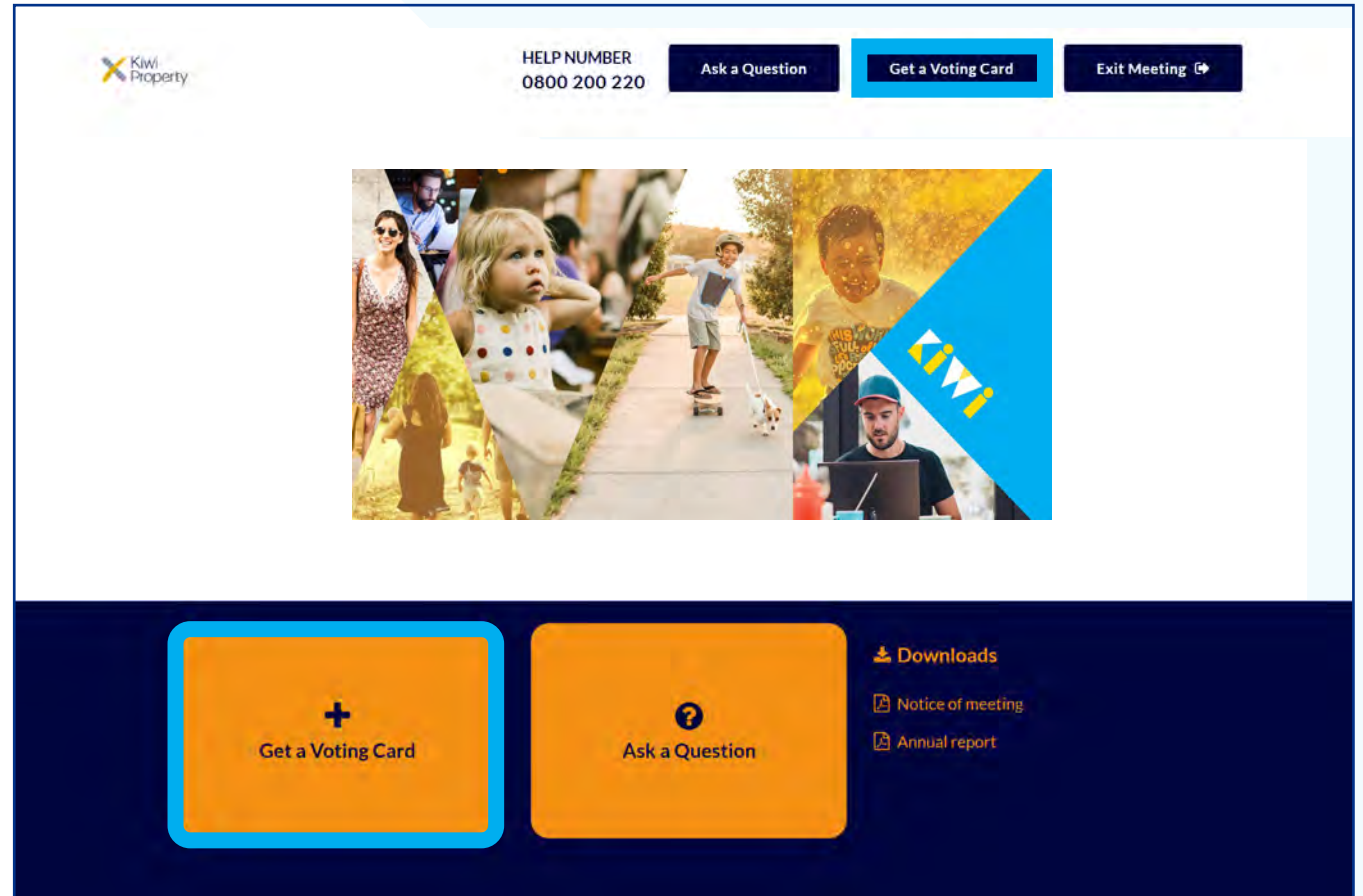 Kiwi
Property
HELP NUMBER
0800 200 220
Ask a Question
Get a Voting Card
Exit Meeting
KiWi
Get a Voting Card
Ask a Question
Downloads
Notice of meeting
Annual report